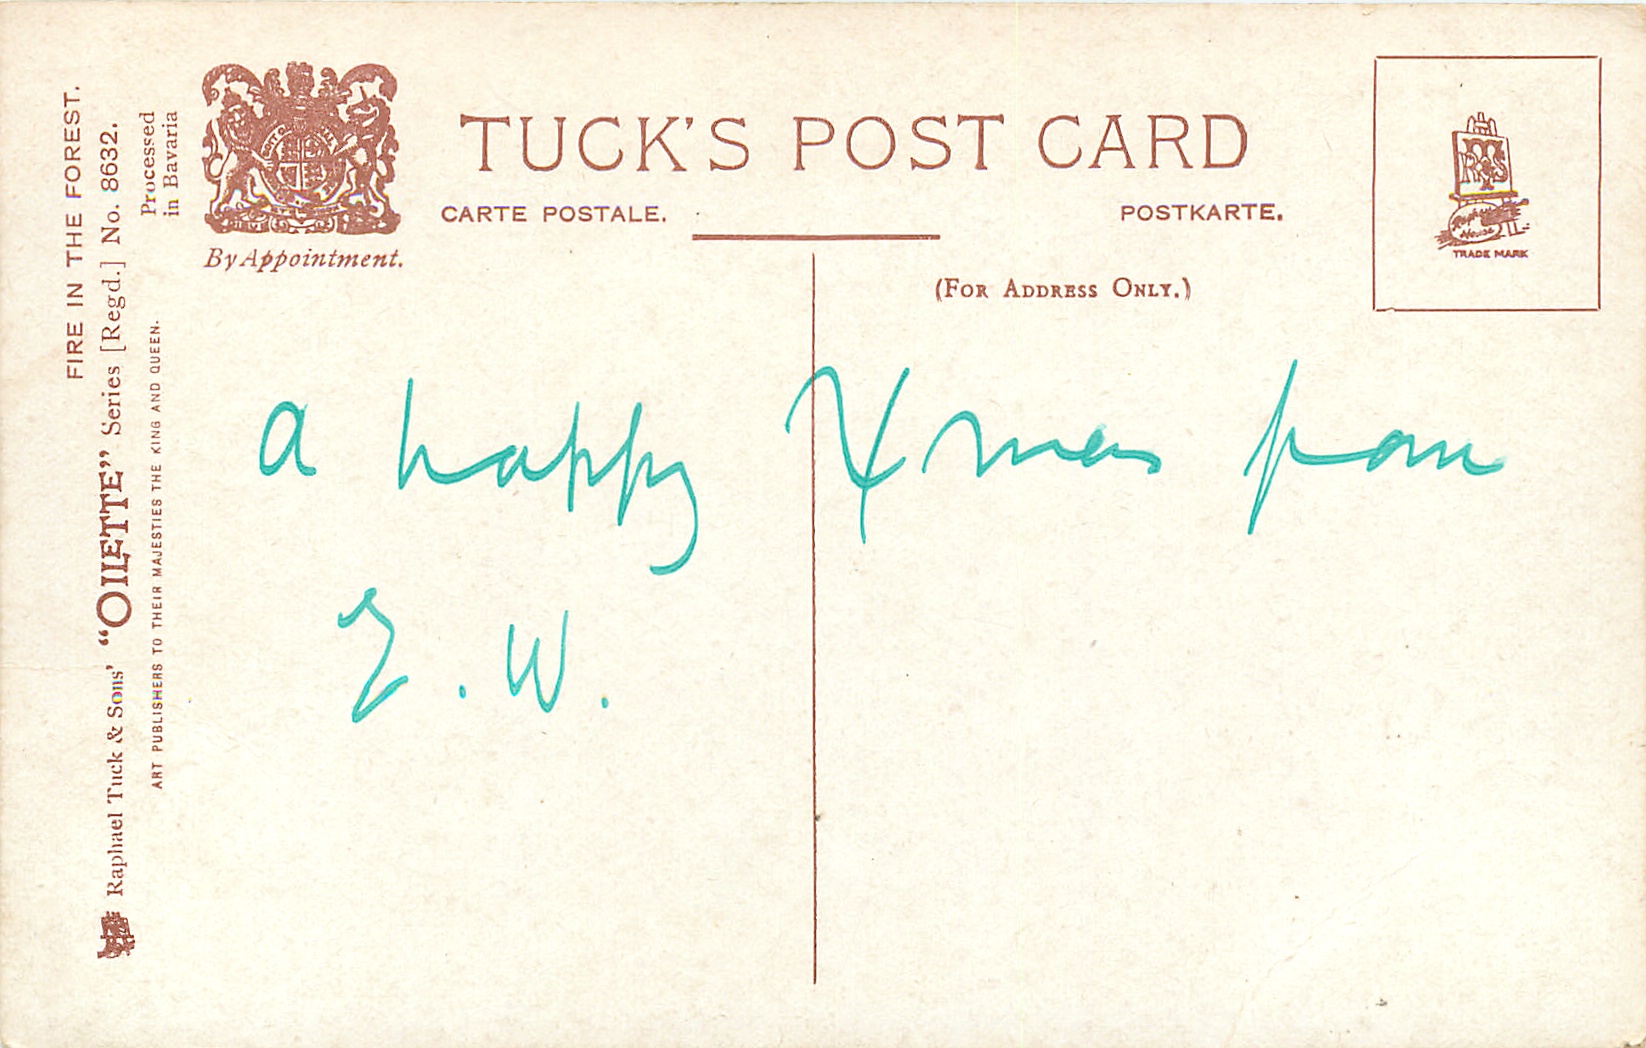 TUCK'S POST CARD
CARTE POSTALE.
POSTKARTE.
By Appointment.
(FOR ADDRESS ONLY.)
TRADE MARK
FIRE IN THE FOREST.
Raphael Tuck & Sons' "OILETTE" Series [Regd.] No. 8632.
Processed
in Bavaria
ART PUBLISHERS TO THEIR MAJESTIES THE KING AND QUEEN.
a happy Xmas
E. W.